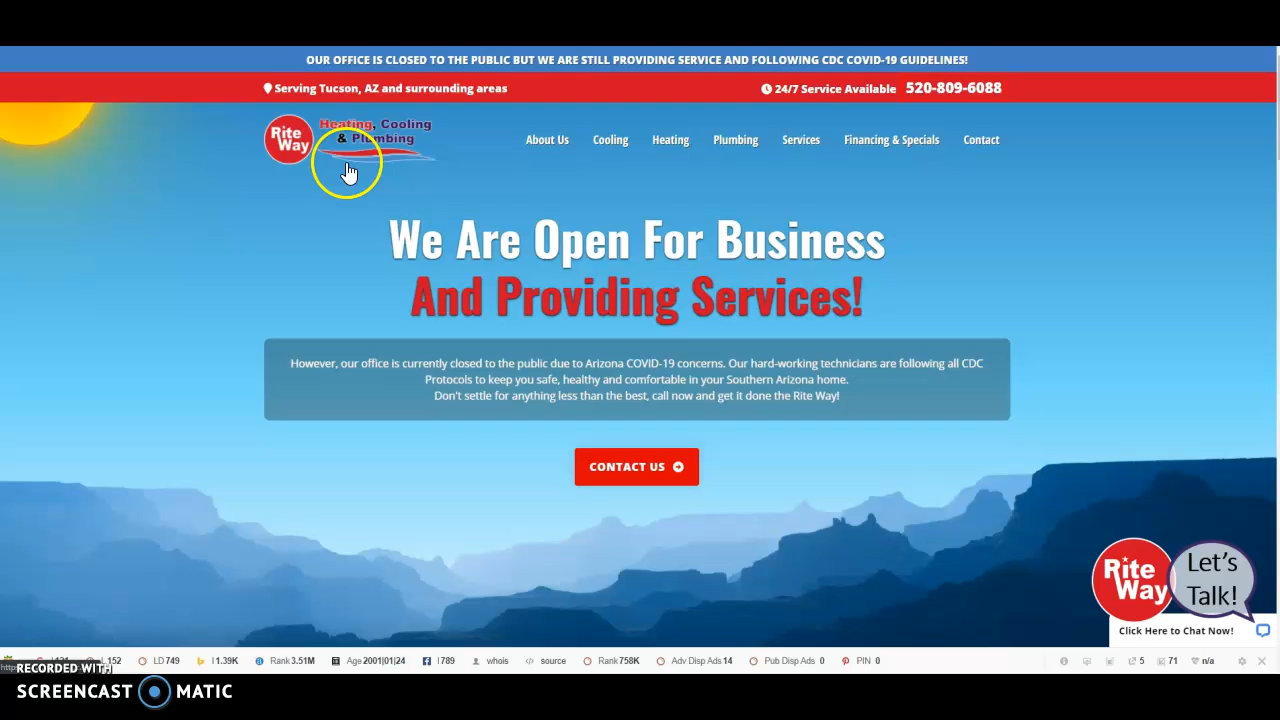 OUR OFFICE IS CLOSED TO THE PUBLIC BUT WE ARE STILL PROVIDING SERVICE AND FOLLOWING CDC COVID-19 GUIDELINES!
Serving Tucson, AZ and surrounding areas
24/7 Service Available 520-809-6088
Rite Way
Heating, Cooling
& Plumbing
About Us Cooling Heating Plumbing Services Financing & Specials Contact
We Are Open For Business
And Providing Services!
However, our office is currently closed to the public due to Arizona COVID-19 concerns. Our hard-working technicians are following all CDC
Protocols to keep you safe, healthy and comfortable in your Southern Arizona home.
Don't settle for anything less than the best, call now and get it done the Rite Way!
CONTACT US
Rite Way
Let's
Talk!
Click Here to Chat Now!
LD 749 I 1.39K Rank 3.51M Age 2001|01|24 I 789 whois source Rank 758K Adv Disp Ads 14 Pub Disp Ads 0 PIN 0 5 71 n/a
RECORDED WITH
SCREENCAST MATIC